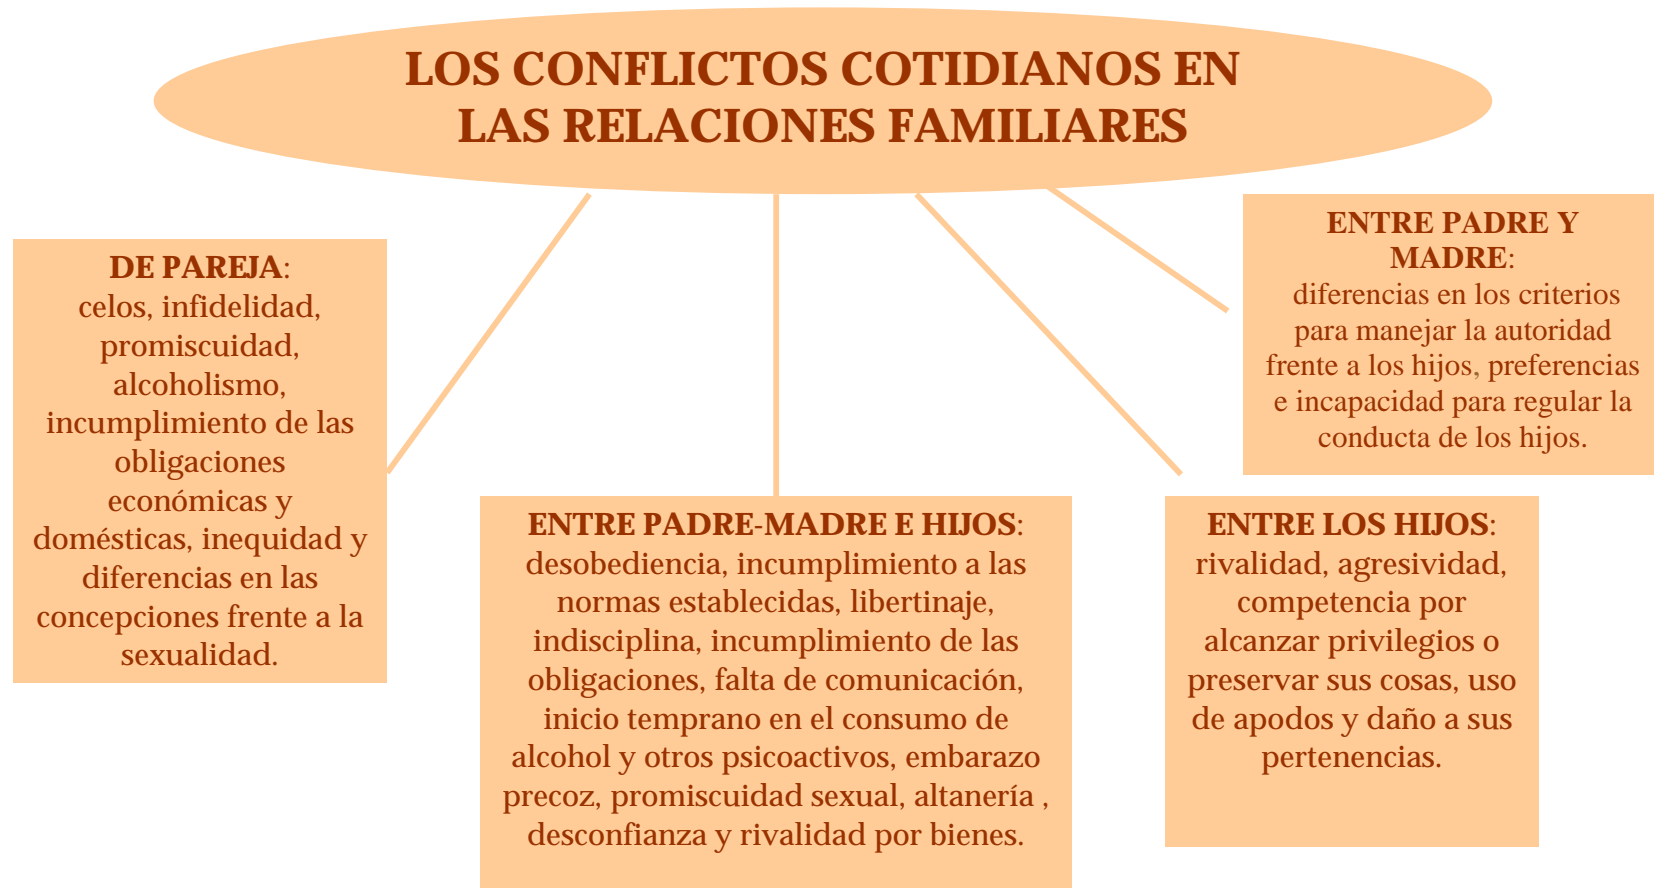 LOS CONFLICTOS COTIDIANOS EN
LAS RELACIONES FAMILIARES
DE PAREJA:
celos, infidelidad,
promiscuidad,
alcoholismo,
incumplimiento de las
obligaciones
económicas y
domésticas, inequidad y
diferencias en las
concepciones frente a la
sexualidad.
ENTRE PADRE-MADRE E HIJOS:
desobediencia, incumplimiento a las
normas establecidas, libertinaje,
indisciplina, incumplimiento de las
obligaciones, falta de comunicación,
inicio temprano en el consumo de
alcohol y otros psicoactivos, embarazo
precoz, promiscuidad sexual, altanería ,
desconfianza y rivalidad por bienes.
ENTRE LOS HIJOS:
rivalidad, agresividad,
competencia por
alcanzar privilegios o
preservar sus cosas, uso
de apodos y daño a sus
pertenencias.
ENTRE PADRE Y
MADRE:
diferencias en los criterios
para manejar la autoridad
frente a los hijos, preferencias
e incapacidad para regular la
conducta de los hijos.